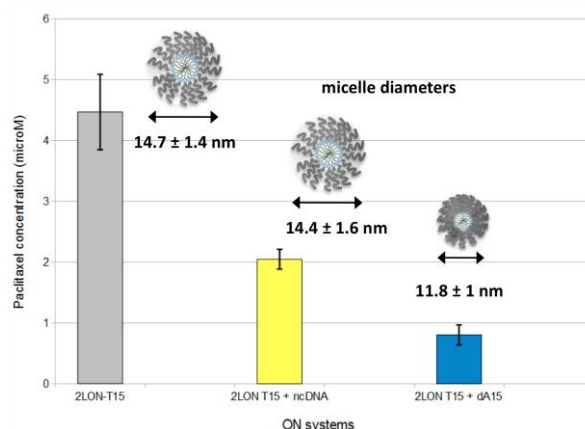 6
5
4
3
2
1
0
Paclitaxel concentration (microM)
micelle diameters
14.7 ± 1.4 nm
14.4 ± 1.6 nm
11.8 ± 1 nm
2LON-T15
2LON T15 + ncDNA
2LON T15 + dA15
ON systems